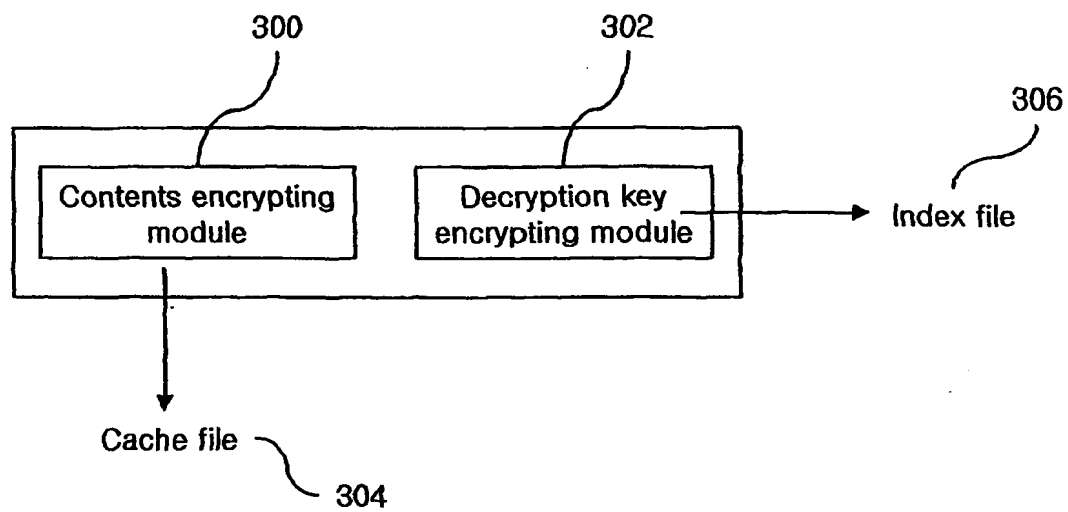 300
302
306
Contents encrypting
module
Decryption key
encrypting module
Index file
Cache file
304